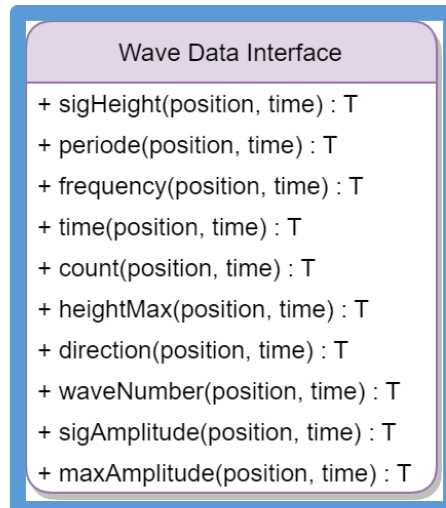 Wave Data Interface
+ sigHeight(position, time) : T
+ periode(position, time) : T
+ frequency(position, time) : T
+ time(position, time) : T
+ count(position, time) : T
+ heightMax(position, time) : T
+ direction(position, time) : T
+ waveNumber(position, time) : T
+ sigAmplitude(position, time) : T
+ maxAmplitude(position, time) : T